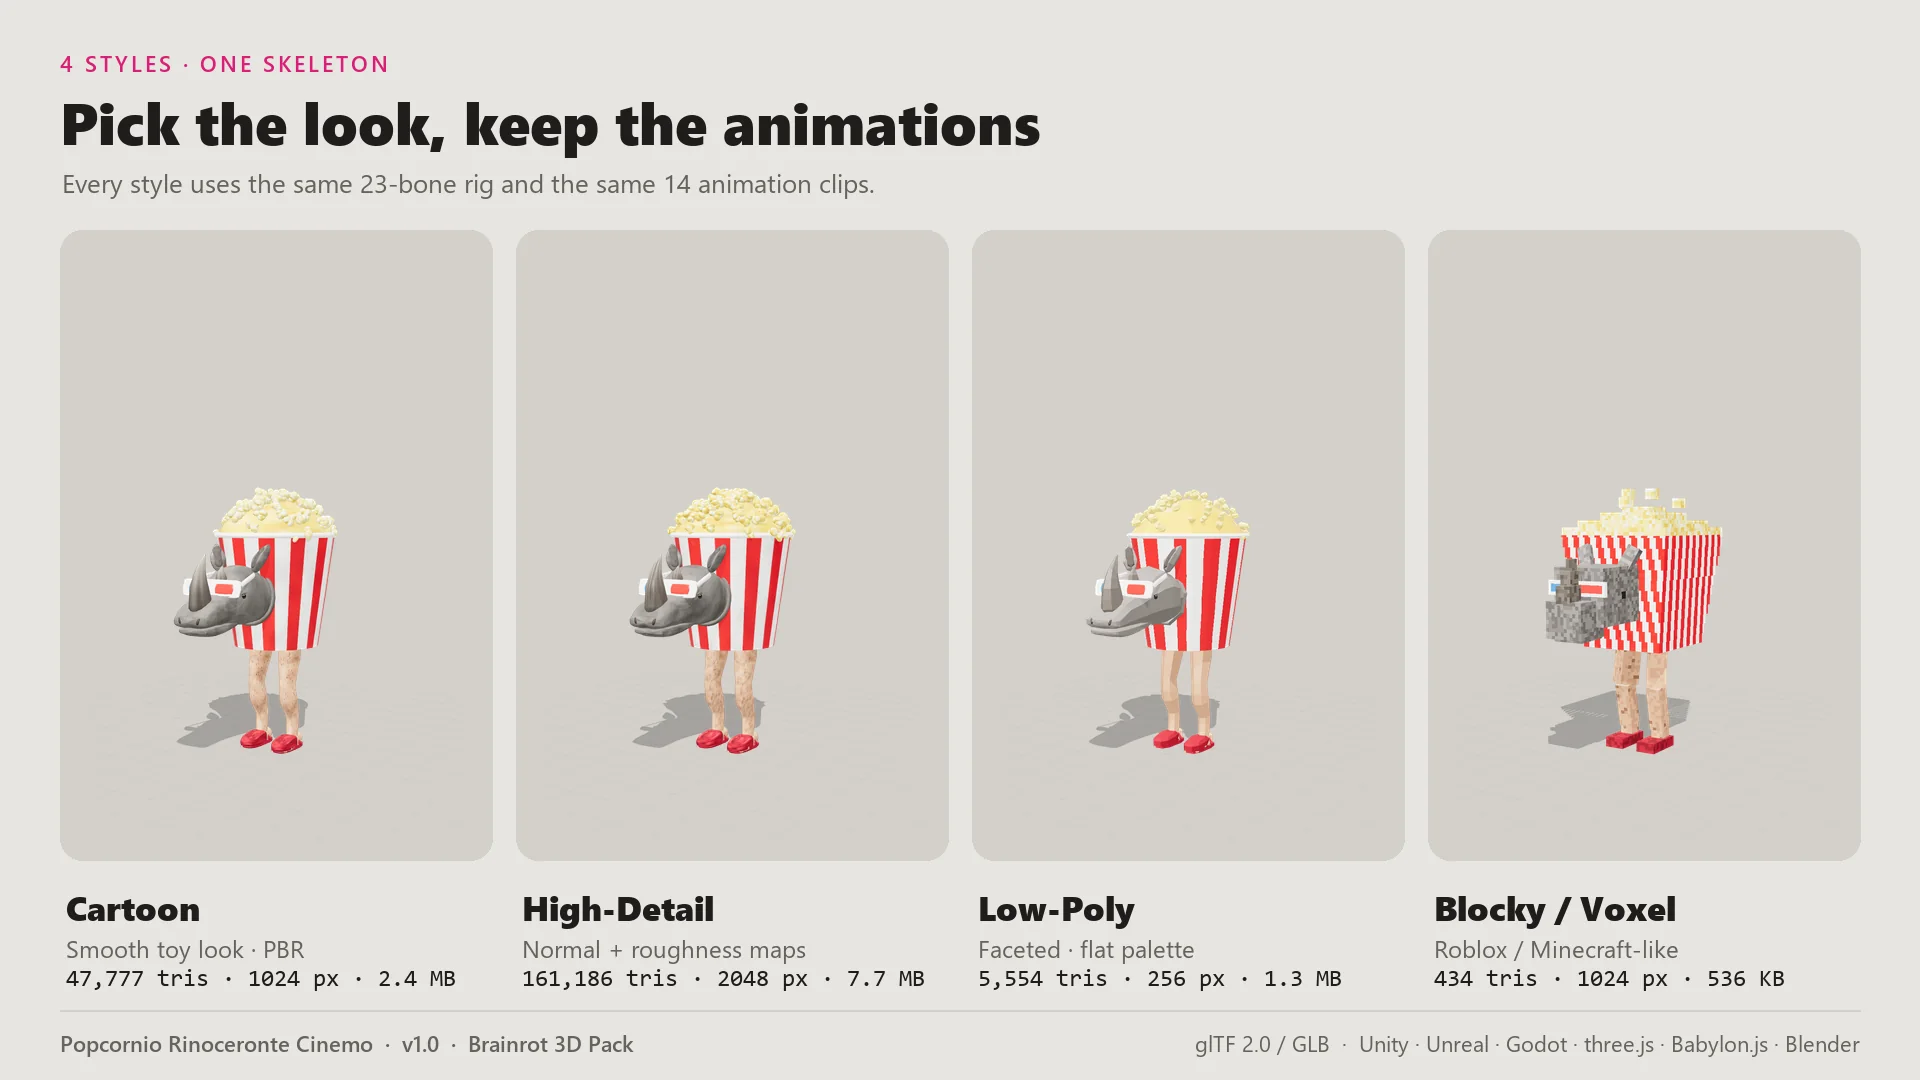 4 STYLES · ONE SKELETON
Pick the look, keep the animations
Every style uses the same 23-bone rig and the same 14 animation clips.
Cartoon
Smooth toy look · PBR
47,777 tris · 1024 px · 2.4 MB
High-Detail
Normal + roughness maps
161,186 tris · 2048 px · 7.7 MB
Low-Poly
Faceted · flat palette
5,554 tris · 256 px · 1.3 MB
Blocky / Voxel
Roblox / Minecraft-like
434 tris · 1024 px · 536 KB
Popcornio Rinoceronte Cinemo · v1.0 · Brainrot 3D Pack
glTF 2.0 / GLB · Unity · Unreal · Godot · three.js · Babylon.js · Blender